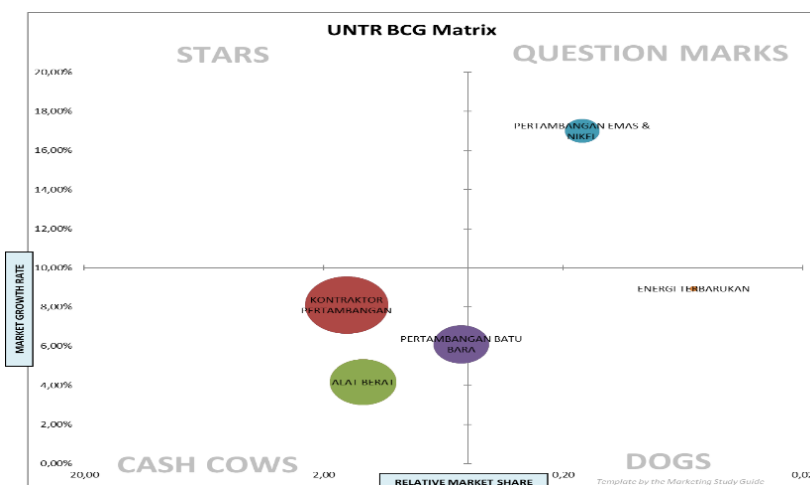 UNTR BCG Matrix
STARS
QUESTION MARKS
20,00%
18,00%
16,00%
14,00%
12,00%
10,00%
8,00%
6,00%
4,00%
2,00%
0,00%
MARKET GROWTH RATE
PERTAMBANGAN EMAS &
NIKEL
ENERGI TERBARUKAN
KONTRAKTOR
PERTAMBANGAN
PERTAMBANGAN BATU
BARA
ALAT BERAT
CASH COWS
DOGS
20,00
2,00
0,20
0,02
RELATIVE MARKET SHARE
Template by the Marketing Study Guide